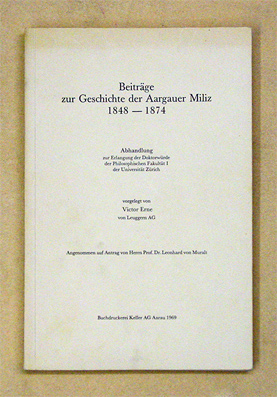 Beiträge
zur Geschichte der Aargauer Miliz
1848 — 1874
Abhandlung
zur Erlangung der Doktorwürde
der Philosophischen Fakultät I
der Universität Zürich
vorgelegt von
Victor Erne
von Leuggern AG
Angenommen auf Antrag von Herrn Prof. Dr. Leonhard von Muralt
Buchdruckerei Keller AG Aarau 1969